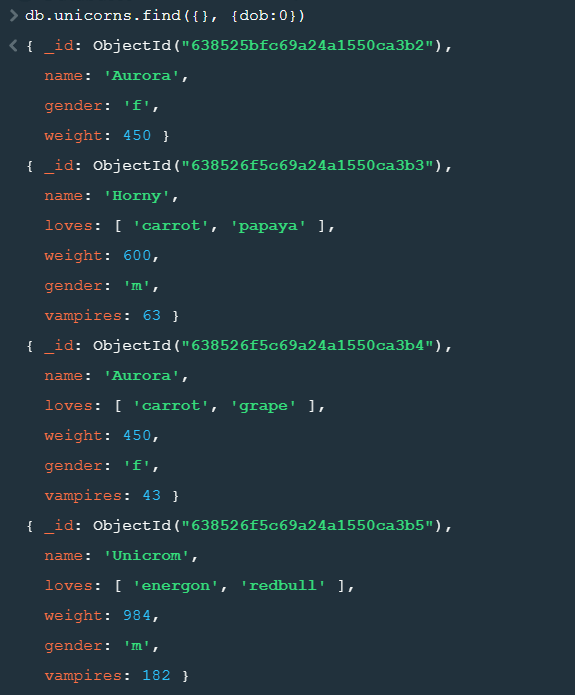 > db.unicorns.find({}, {dob:0})
< { _id: ObjectId("638525bfc69a24a1550ca3b2"),
name: 'Aurora',
gender: 'f',
weight: 450 }
{ _id: ObjectId("638526f5c69a24a1550ca3b3"),
name: 'Horny',
loves: [ 'carrot', 'papaya' ],
weight: 600,
gender: 'm',
vampires: 63 }
{ _id: ObjectId("638526f5c69a24a1550ca3b4"),
name: 'Aurora',
loves: [ 'carrot', 'grape' ],
weight: 450,
gender: 'f',
vampires: 43 }
{ _id: ObjectId("638526f5c69a24a1550ca3b5"),
name: 'Unicrom',
loves: [ 'energon', 'redbull' ],
weight: 984,
gender: 'm',
vampires: 182 }